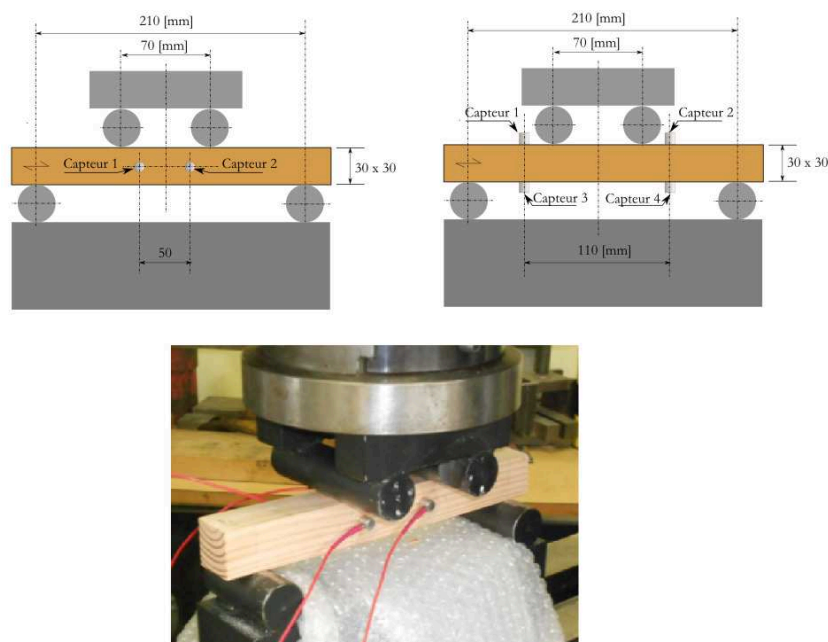 210 [mm]
70 [mm]
Capteur 1
Capteur 2
30 x 30
50
210 [mm]
70 [mm]
Capteur 1
Capteur 2
30 x 30
Capteur 3
Capteur 4
110 [mm]